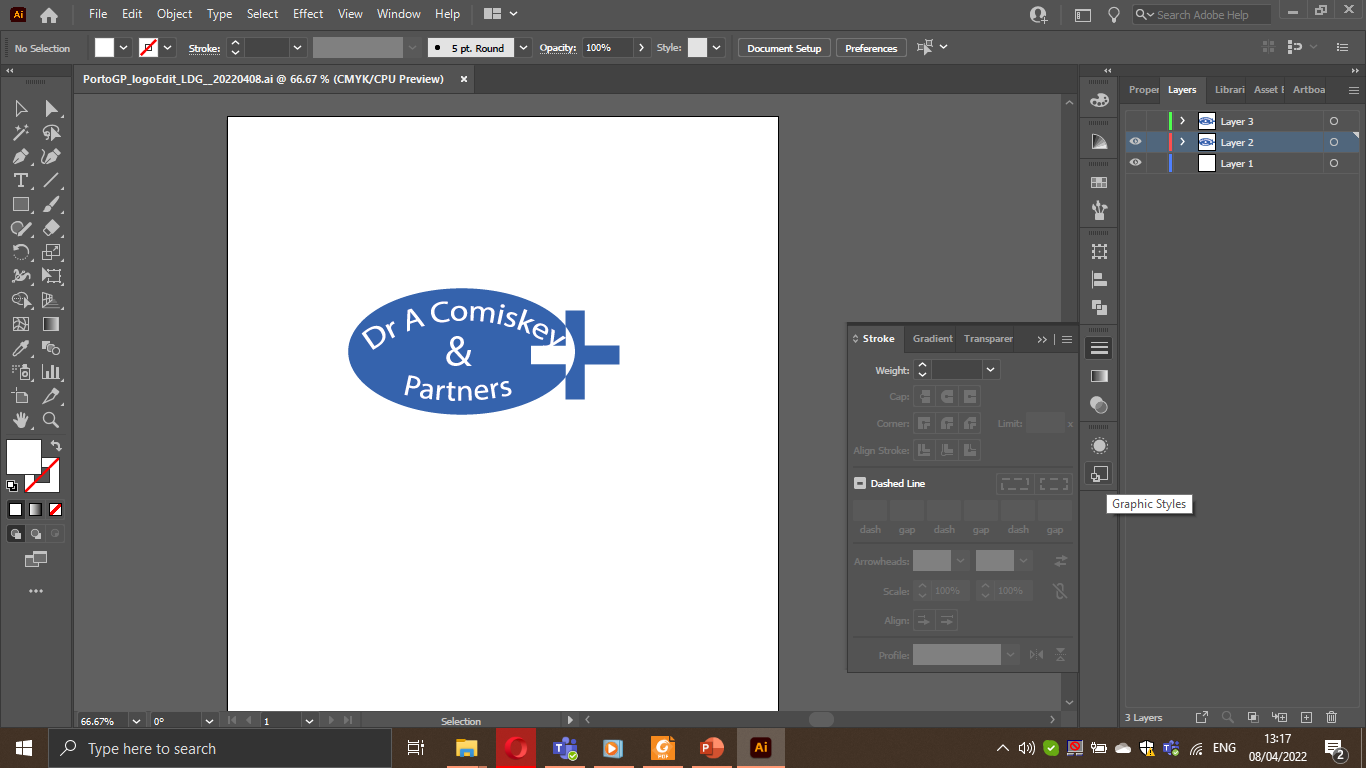 Ai File Edit Object Type Select Effect View Window Help Search Adobe Help
No Selection Stroke: 5 pt. Round Opacity: 100% Style: Document Setup Preferences
PortoGP_logoEdit_LDG__20220408.ai @ 66.67 % (CMYK/CPU Preview) ×
Proper Layers Librari Asset E Artboa
Layer 3
Layer 2
Layer 1
Dr A Comiskey
&
Partners
Stroke Gradient Transparer
Weight:
Cap:
Corner: Limit: x
Align Stroke:
Dashed Line
Graphic Styles
dash gap dash gap dash gap
Arrowheads:
Scale: 100% 100%
Align:
Profile:
66.67% 0° 1 Selection
3 Layers
Type here to search
PDF
P
Ai
ENG
13:17
08/04/2022
2